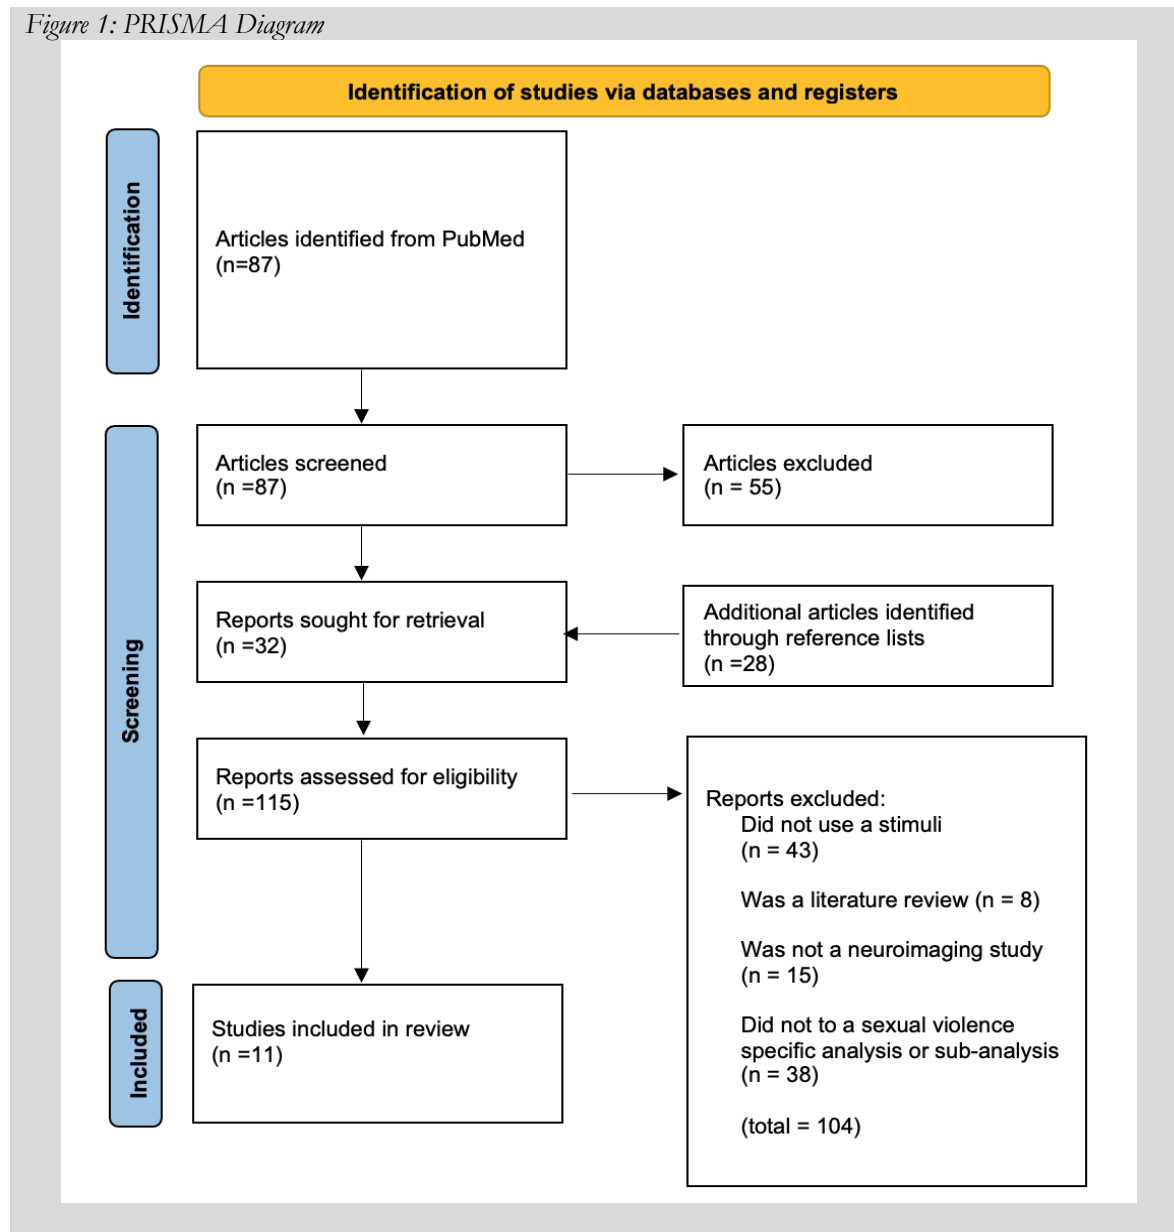 Figure 1: PRISMA Diagram
Identification of studies via databases and registers
Identification
Articles identified from PubMed
(n=87)
Screening
Articles screened
(n =87)
Articles excluded
(n = 55)
Reports sought for retrieval
(n =32)
Additional articles identified
through reference lists
(n =28)
Reports assessed for eligibility
(n =115)
Reports excluded:
Did not use a stimuli
(n = 43)
Was a literature review (n = 8)
Was not a neuroimaging study
(n = 15)
Did not to a sexual violence
specific analysis or sub-analysis
(n = 38)
(total = 104)
Included
Studies included in review
(n =11)